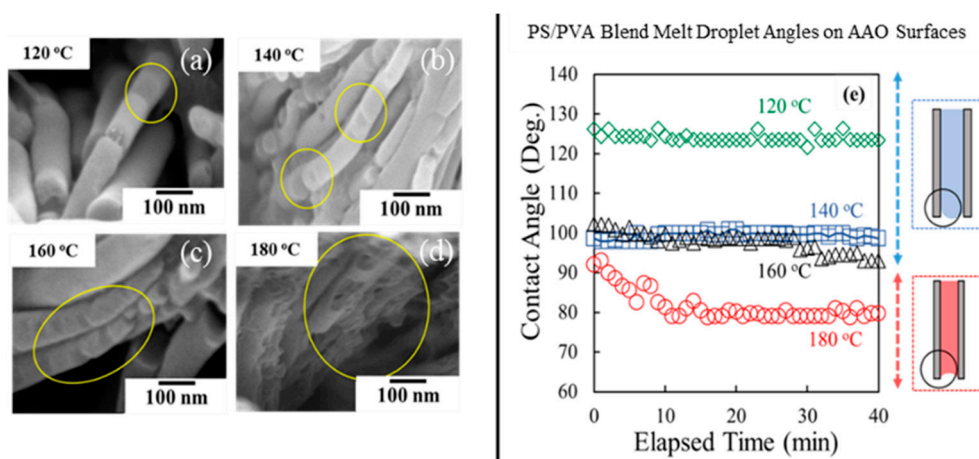 120 °C
(a)
100 nm
140 °C
(b)
100 nm
160 °C
(c)
100 nm
180 °C
(d)
100 nm
PS/PVA Blend Melt Droplet Angles on AAO Surfaces
Contact Angle (Deg.)
140
130
120
110
100
90
80
70
60
(e)
120 °C
140 °C
160 °C
180 °C
0
10
20
30
40
Elapsed Time (min)